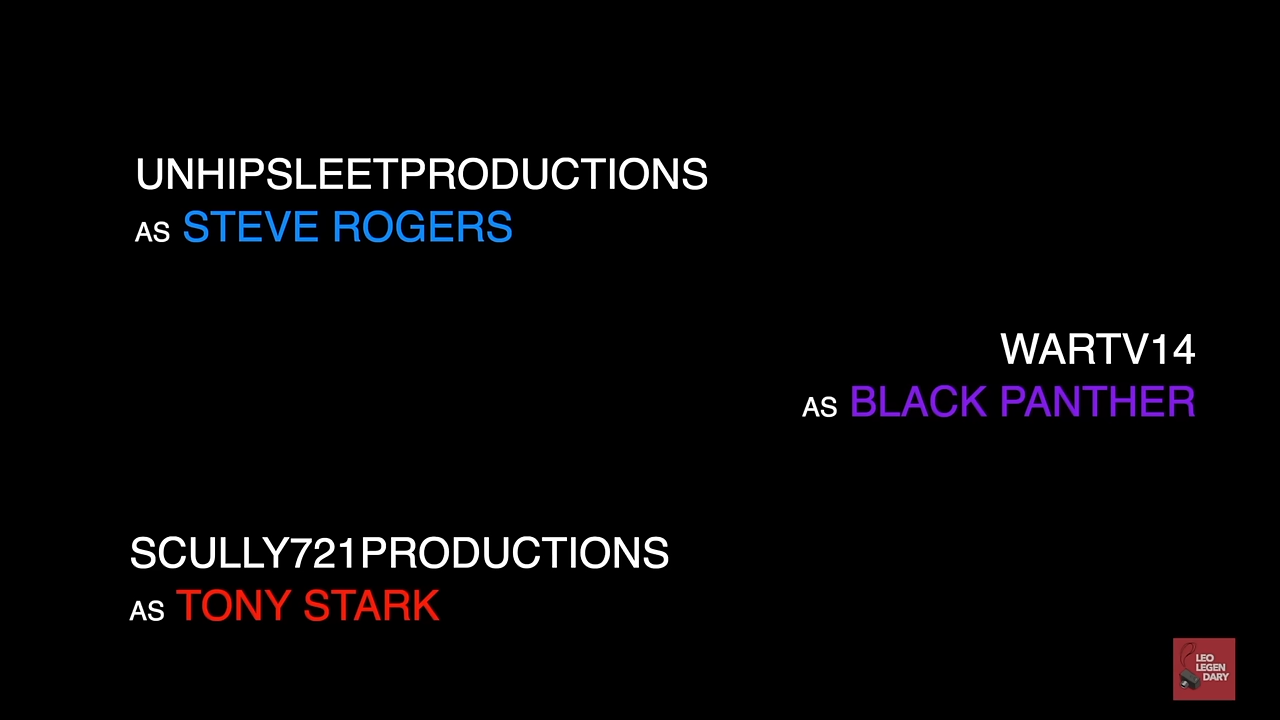 UNHIPSLEETPRODUCTIONS
AS STEVE ROGERS
WARTV14
AS BLACK PANTHER
SCULLY721PRODUCTIONS
AS TONY STARK
LEO
LEGEN
DARY